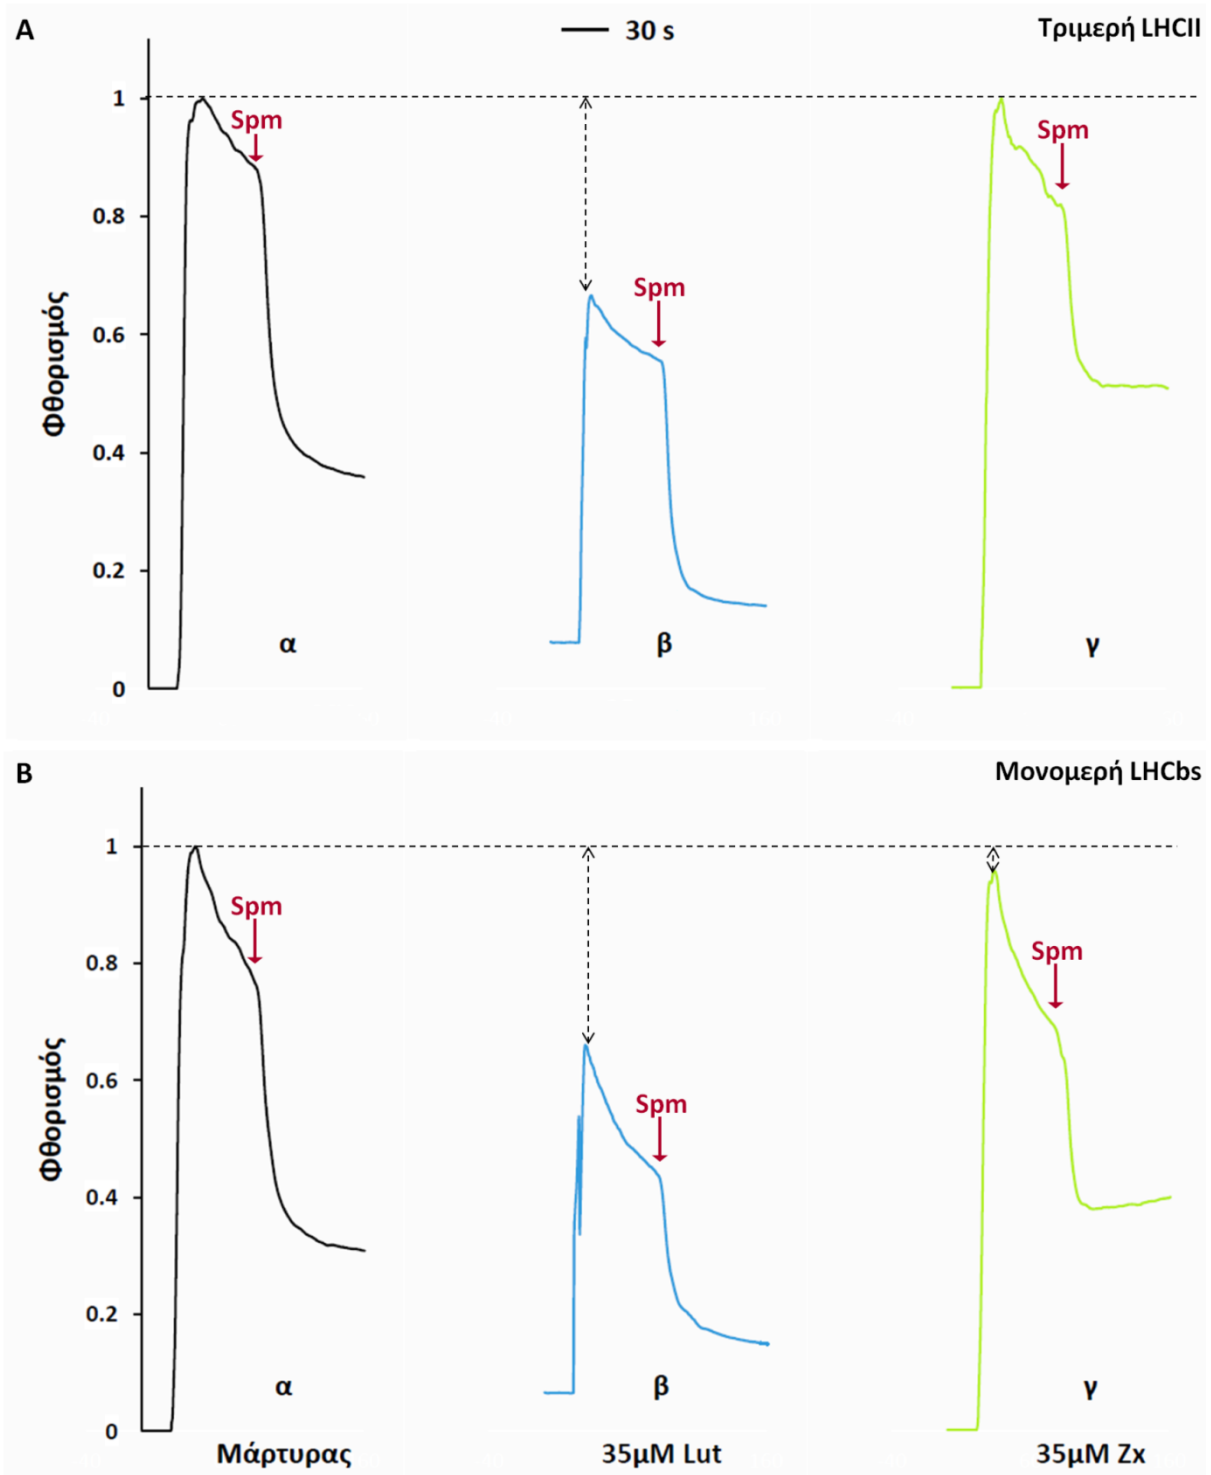 A
30 s
Τριμερή LHCII
1
Spm
Spm
0.8
Spm
0.6
Φθορισμός
0.4
0.2
α
β
γ
0
B
Μονομερή LHCbs
1
Spm
0.8
Spm
0.6
Spm
Φθορισμός
0.4
0.2
α
β
γ
0
Μάρτυρας
35μM Lut
35μM Zx